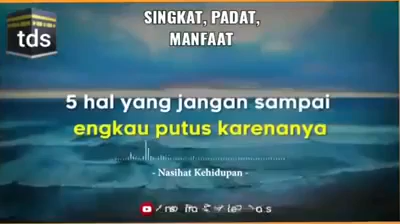 SINGKAT, PADAT,
MANFAAT
tds
5 hal yang jangan sampai
engkau putus karenanya
- Nasihat Kehidupan -